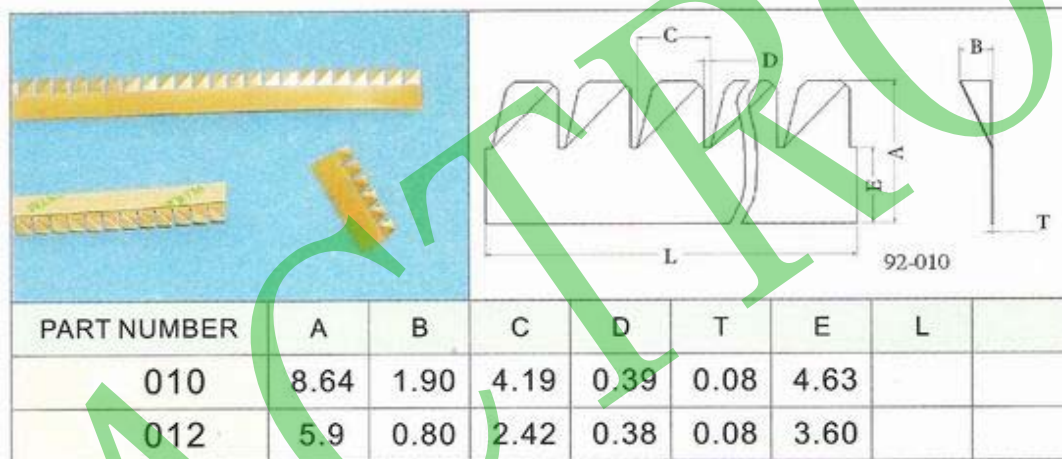 C
D
B
A
E
T
L
92-010
PART NUMBER A B C D T E L
010 8.64 1.90 4.19 0.39 0.08 4.63
012 5.9 0.80 2.42 0.38 0.08 3.60